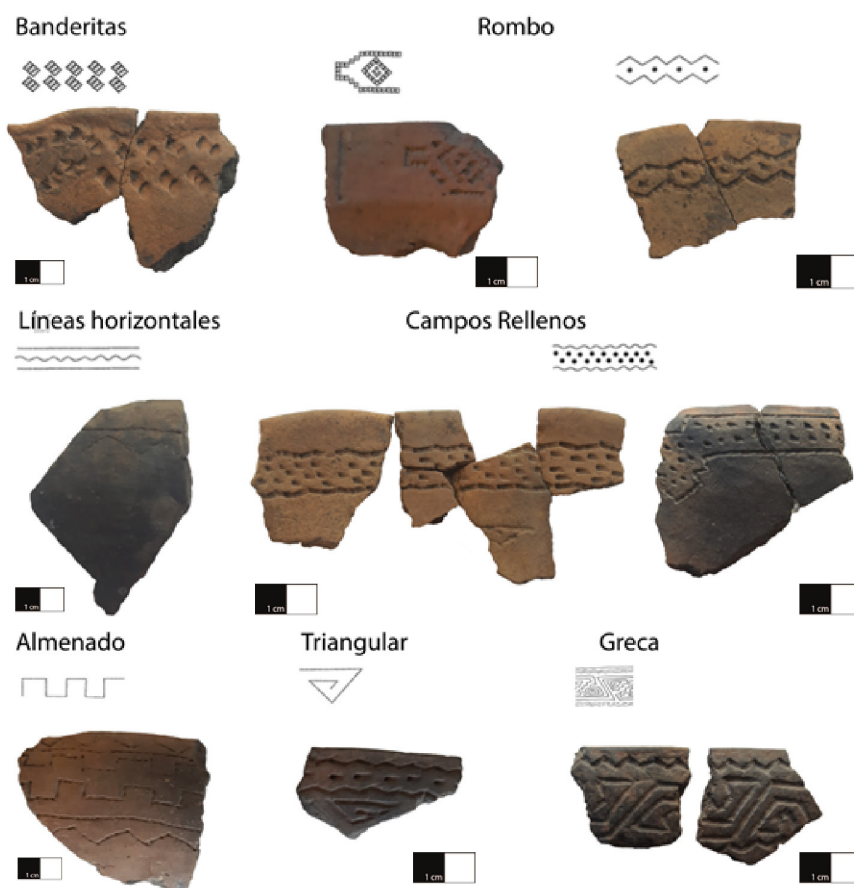 Banderitas
Rombo
1 cm
1 cm
1 cm
Líneas horizontales
Campos Rellenos
1 cm
1 cm
1 cm
Almenado
Triangular
Greca
1 cm
1 cm
1 cm